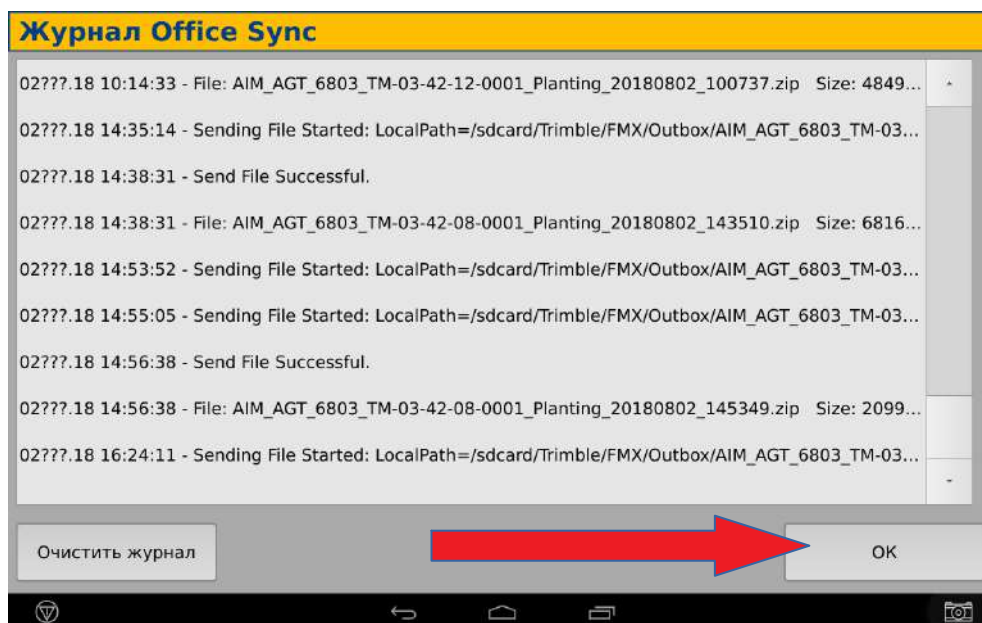 Журнал Office Sync
02???.18 10:14:33 - File: AIM_AGT_6803_TM-03-42-12-0001_Planting_20180802_100737.zip Size: 4849...
02???.18 14:35:14 - Sending File Started: LocalPath=/sdcard/Trimble/FMX/Outbox/AIM_AGT_6803_TM-03...
02???.18 14:38:31 - Send File Successful.
02???.18 14:38:31 - File: AIM_AGT_6803_TM-03-42-08-0001_Planting_20180802_143510.zip Size: 6816...
02???.18 14:53:52 - Sending File Started: LocalPath=/sdcard/Trimble/FMX/Outbox/AIM_AGT_6803_TM-03...
02???.18 14:55:05 - Sending File Started: LocalPath=/sdcard/Trimble/FMX/Outbox/AIM_AGT_6803_TM-03...
02???.18 14:56:38 - Send File Successful.
02???.18 14:56:38 - File: AIM_AGT_6803_TM-03-42-08-0001_Planting_20180802_145349.zip Size: 2099...
02???.18 16:24:11 - Sending File Started: LocalPath=/sdcard/Trimble/FMX/Outbox/AIM_AGT_6803_TM-03...
Очистить журнал
ОК